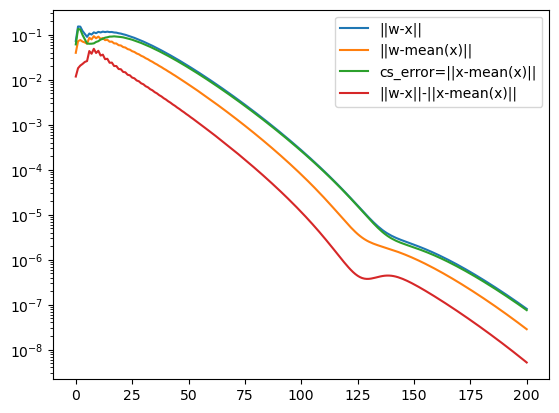 ||w-x||
||w-mean(x)||
cs_error=||x-mean(x)||
||w-x||-||x-mean(x)||
10⁻¹
10⁻²
10⁻³
10⁻⁴
10⁻⁵
10⁻⁶
10⁻⁷
10⁻⁸
0 25 50 75 100 125 150 175 200